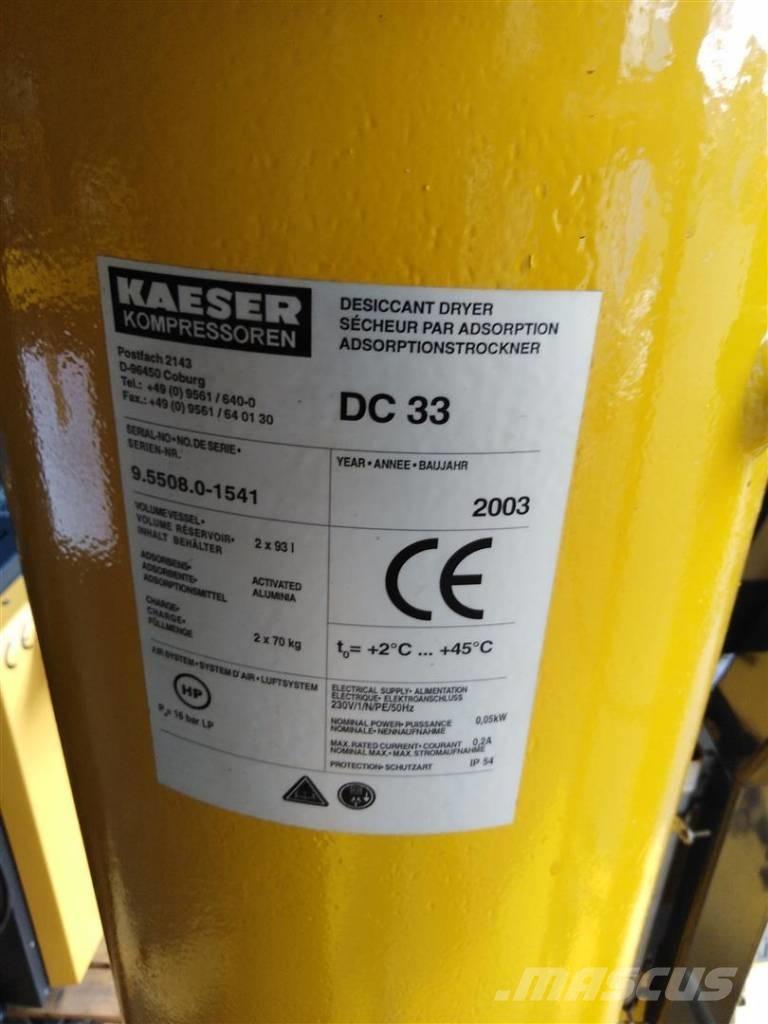 KAESER
KOMPRESSOREN
Postfach 2143
D-96450 Coburg
Tel.: +49 (0) 9561 / 640-0
Fax.: +49 (0) 9561 / 64 01 30
DESICCANT DRYER
SÉCHEUR PAR ADSORPTION
ADSORPTIONSTROCKNER
DC 33
SERIAL-NO • NO. DE SERIE •
SERIEN-NR.
9.5508.0-1541
YEAR • ANNEE • BAUJAHR
2003
VOLUMEVESSEL •
VOLUME RÉSERVOIR •
INHALT BEHÄLTER
2 x 93 l
ADSORBENS •
ADSORBENTE •
ADSORPTIONSMITTEL
ACTIVATED
ALUMINIA
CHARGE •
CHARGE •
FÜLLMENGE
2 x 70 kg
CE
t₀= +2°C ... +45°C
AIR-SYSTEM • SYSTEM D'AIR • LUFTSYSTEM
HP
= 16 bar LP
ELECTRICAL SUPPLY • ALIMENTATION
ELECTRIQUE • ELEKTROANSCHLUSS
230V/1/N/PE/50Hz
NOMINAL POWER • PUISSANCE
NOMINALE • NENNAUFNAHME
0,05kW
MAX. RATED CURRENT • COURANT 0,2A
NOMINAL MAX. • MAX. STROMAUFNAHME
PROTECTION • SCHUTZART IP 54
CE
MASCUS